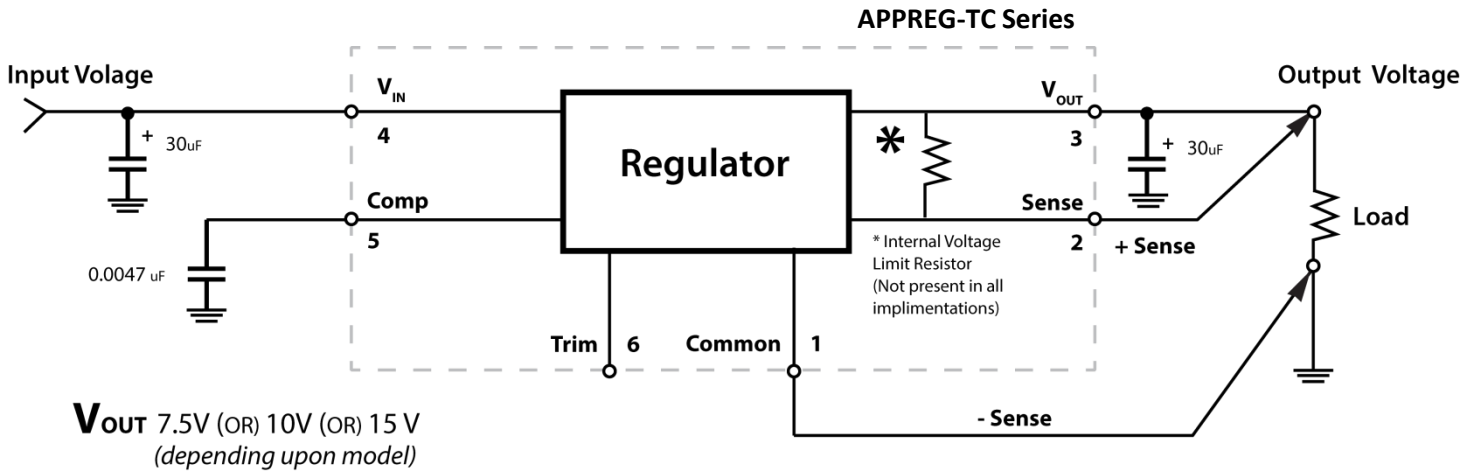 APPREG-TC Series
Input Volage
Output Voltage
VIN
4
VOUT
3
+ 30uF
Regulator
*
+ 30uF
Comp
5
Sense
2
+ Sense
Load
0.0047 uF
* Internal Voltage
Limit Resistor
(Not present in all
implimentations)
Trim 6
Common 1
- Sense
VOUT 7.5V (OR) 10V (OR) 15 V
(depending upon model)